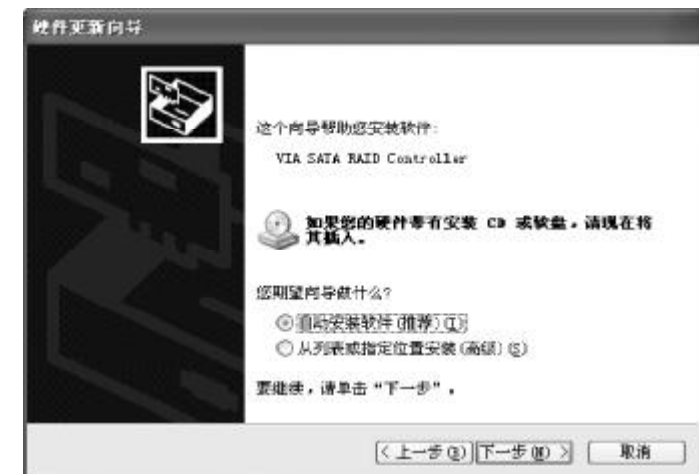 硬件更新向导
这个向导帮助您安装软件:
VIA SATA RAID Controller
如果您的硬件带有安装 CD 或软盘，请现在将
其插入。
您期望向导做什么?
自动安装软件(推荐)(I)
从列表或指定位置安装(高级)(S)
要继续，请单击“下一步”。
< 上一步(B) 下一步(N) > 取消